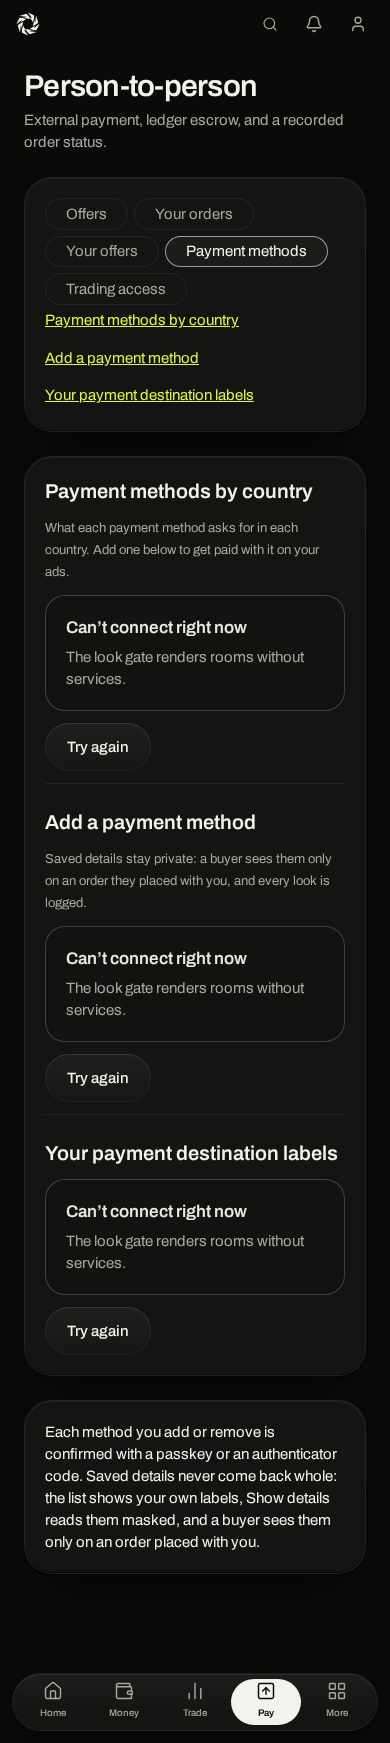 Person-to-person
External payment, ledger escrow, and a recorded
order status.
Offers
Your orders
Your offers
Payment methods
Trading access
Payment methods by country
Add a payment method
Your payment destination labels
Payment methods by country
What each payment method asks for in each
country. Add one below to get paid with it on your
ads.
Can’t connect right now
The look gate renders rooms without
services.
Try again
Add a payment method
Saved details stay private: a buyer sees them only
on an order they placed with you, and every look is
logged.
Can’t connect right now
The look gate renders rooms without
services.
Try again
Your payment destination labels
Can’t connect right now
The look gate renders rooms without
services.
Try again
Each method you add or remove is
confirmed with a passkey or an authenticator
code. Saved details never come back whole:
the list shows your own labels, Show details
reads them masked, and a buyer sees them
only on an order placed with you.
Home
Money
Trade
Pay
More